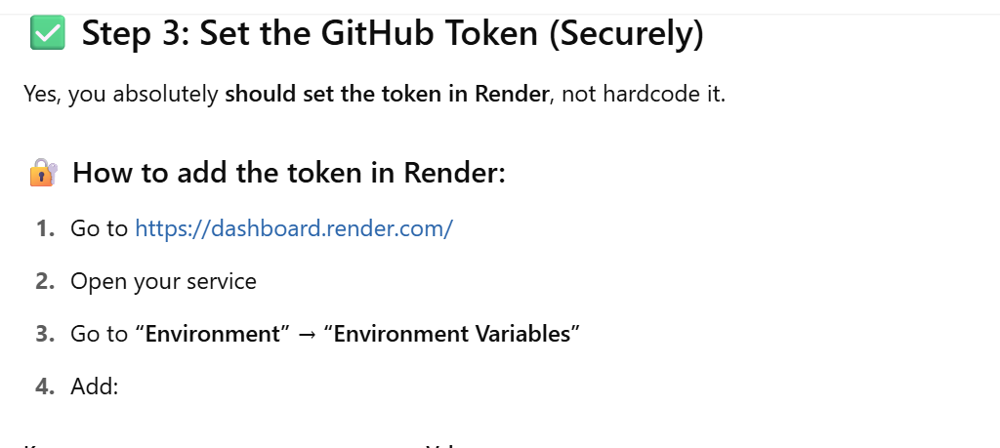 ✅ Step 3: Set the GitHub Token (Securely)
Yes, you absolutely should set the token in Render, not hardcode it.
🔐 How to add the token in Render:
1. Go to https://dashboard.render.com/
2. Open your service
3. Go to “Environment” → “Environment Variables”
4. Add: